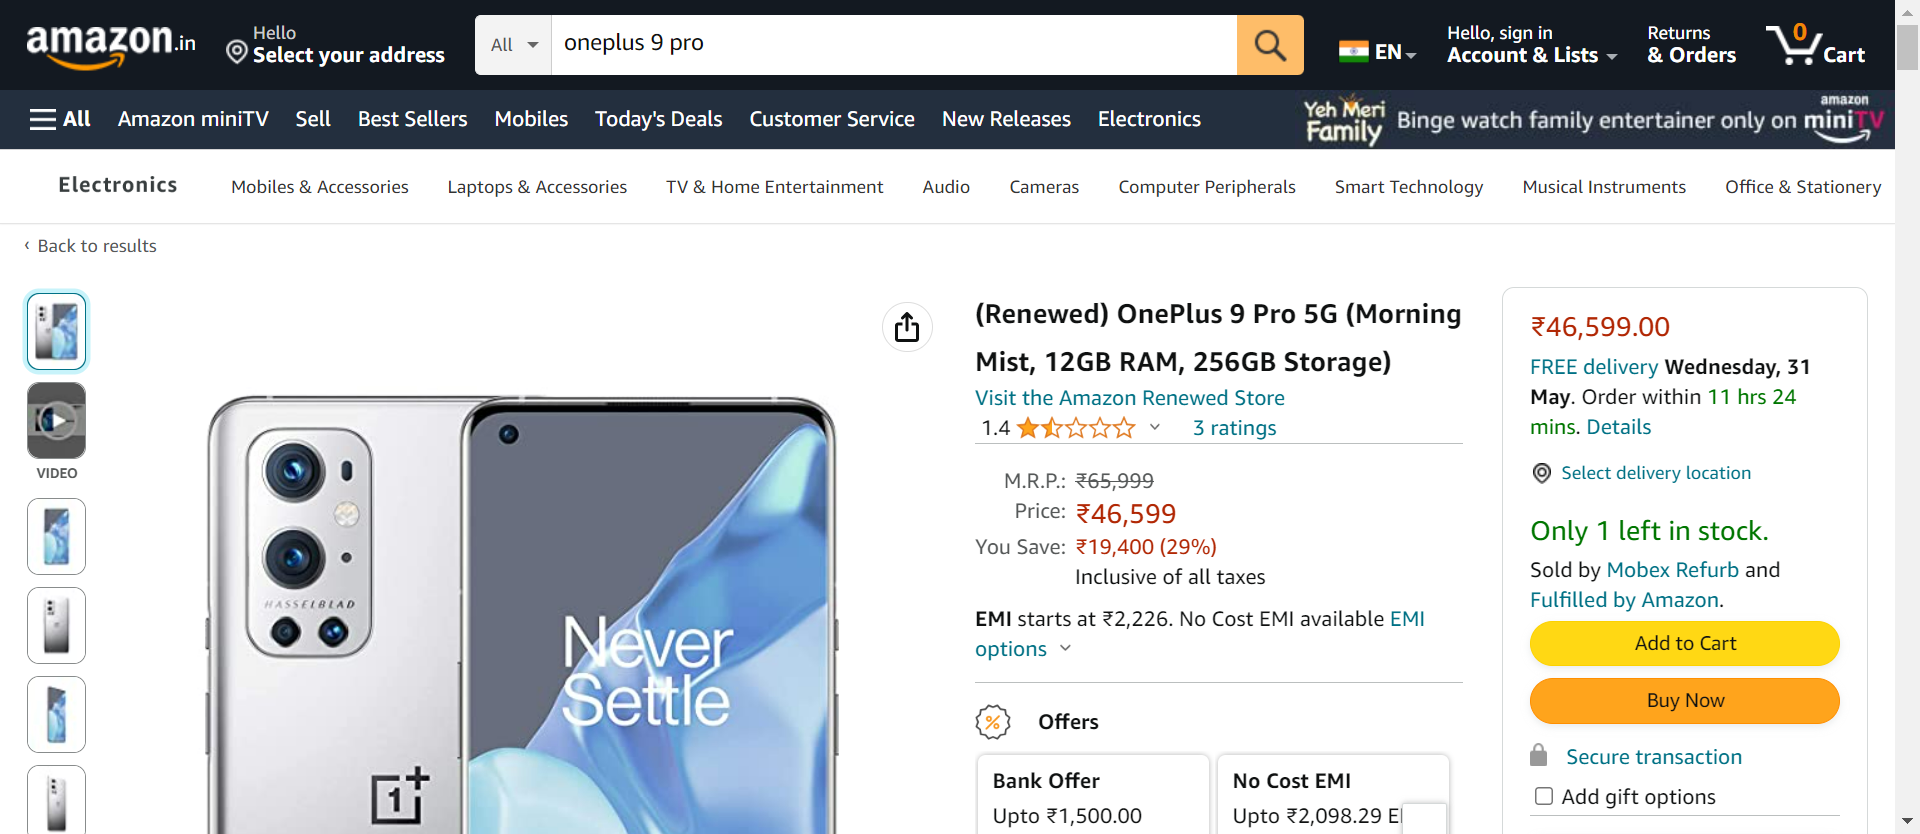 amazon.in
Hello
Select your address
All
oneplus 9 pro
EN
Hello, sign in
Account & Lists
Returns
& Orders
0
Cart
All
Amazon miniTV
Sell
Best Sellers
Mobiles
Today's Deals
Customer Service
New Releases
Electronics
Yeh Meri
Family
Binge watch family entertainer only on
amazon
miniTV
Electronics
Mobiles & Accessories
Laptops & Accessories
TV & Home Entertainment
Audio
Cameras
Computer Peripherals
Smart Technology
Musical Instruments
Office & Stationery
‹ Back to results
VIDEO
HASSELBLAD
Never
Settle
1+
(Renewed) OnePlus 9 Pro 5G (Morning
Mist, 12GB RAM, 256GB Storage)
Visit the Amazon Renewed Store
1.4
3 ratings
M.R.P.: ₹65,999
Price: ₹46,599
You Save: ₹19,400 (29%)
Inclusive of all taxes
EMI starts at ₹2,226. No Cost EMI available EMI
options
%
Offers
Bank Offer
Upto ₹1,500.00
No Cost EMI
Upto ₹2,098.29
₹46,599.00
FREE delivery Wednesday, 31
May. Order within 11 hrs 24
mins. Details
Select delivery location
Only 1 left in stock.
Sold by Mobex Refurb and
Fulfilled by Amazon.
Add to Cart
Buy Now
Secure transaction
Add gift options